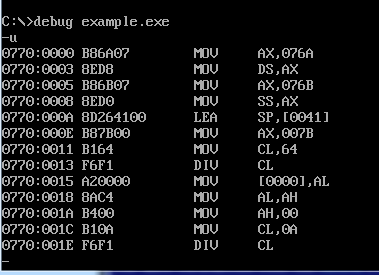 C:\>debug example.exe
-u
0770:0000 B86A07 MOV AX,076A
0770:0003 8ED8 MOV DS,AX
0770:0005 B86B07 MOV AX,076B
0770:0008 8ED0 MOV SS,AX
0770:000A 8D264100 LEA SP,[0041]
0770:000E B87B00 MOV AX,007B
0770:0011 B164 MOV CL,64
0770:0013 F6F1 DIV CL
0770:0015 A20000 MOV [0000],AL
0770:0018 8AC4 MOV AL,AH
0770:001A B400 MOV AH,00
0770:001C B10A MOV CL,0A
0770:001E F6F1 DIV CL
-